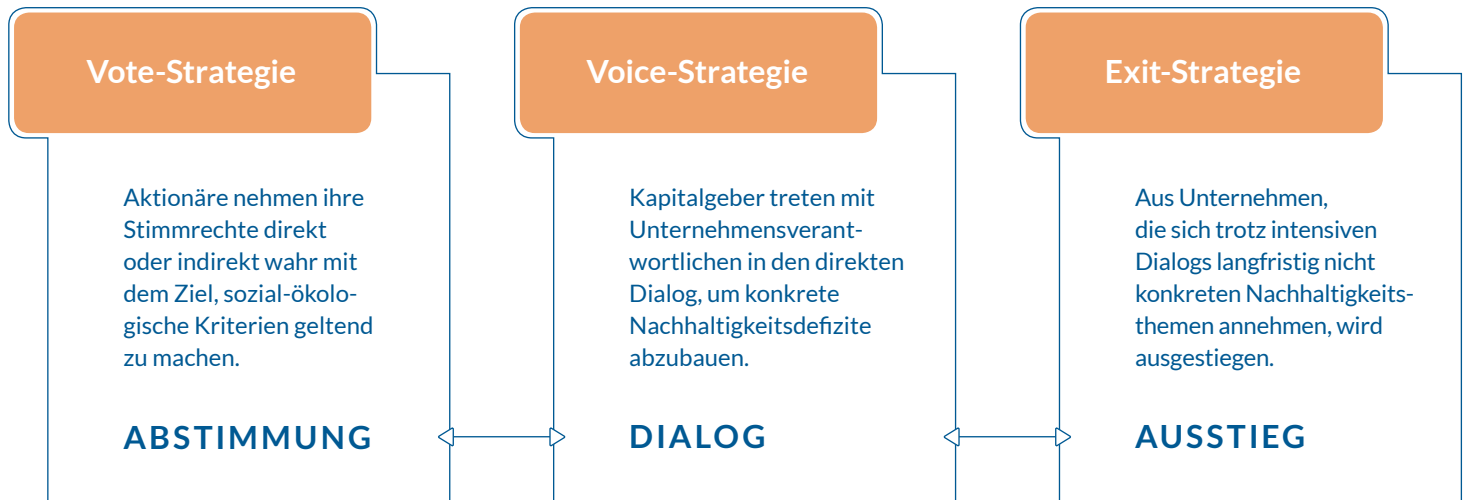 Vote-Strategie
Aktionäre nehmen ihre
Stimmrechte direkt
oder indirekt wahr mit
dem Ziel, sozial-ökolo-
gische Kriterien geltend
zu machen.
ABSTIMMUNG
Voice-Strategie
Kapitalgeber treten mit
Unternehmensverant-
wortlichen in den direkten
Dialog, um konkrete
Nachhaltigkeitsdefizite
abzubauen.
DIALOG
Exit-Strategie
Aus Unternehmen,
die sich trotz intensiven
Dialogs langfristig nicht
konkreten Nachhaltigkeits-
themen annehmen, wird
ausgestiegen.
AUSSTIEG